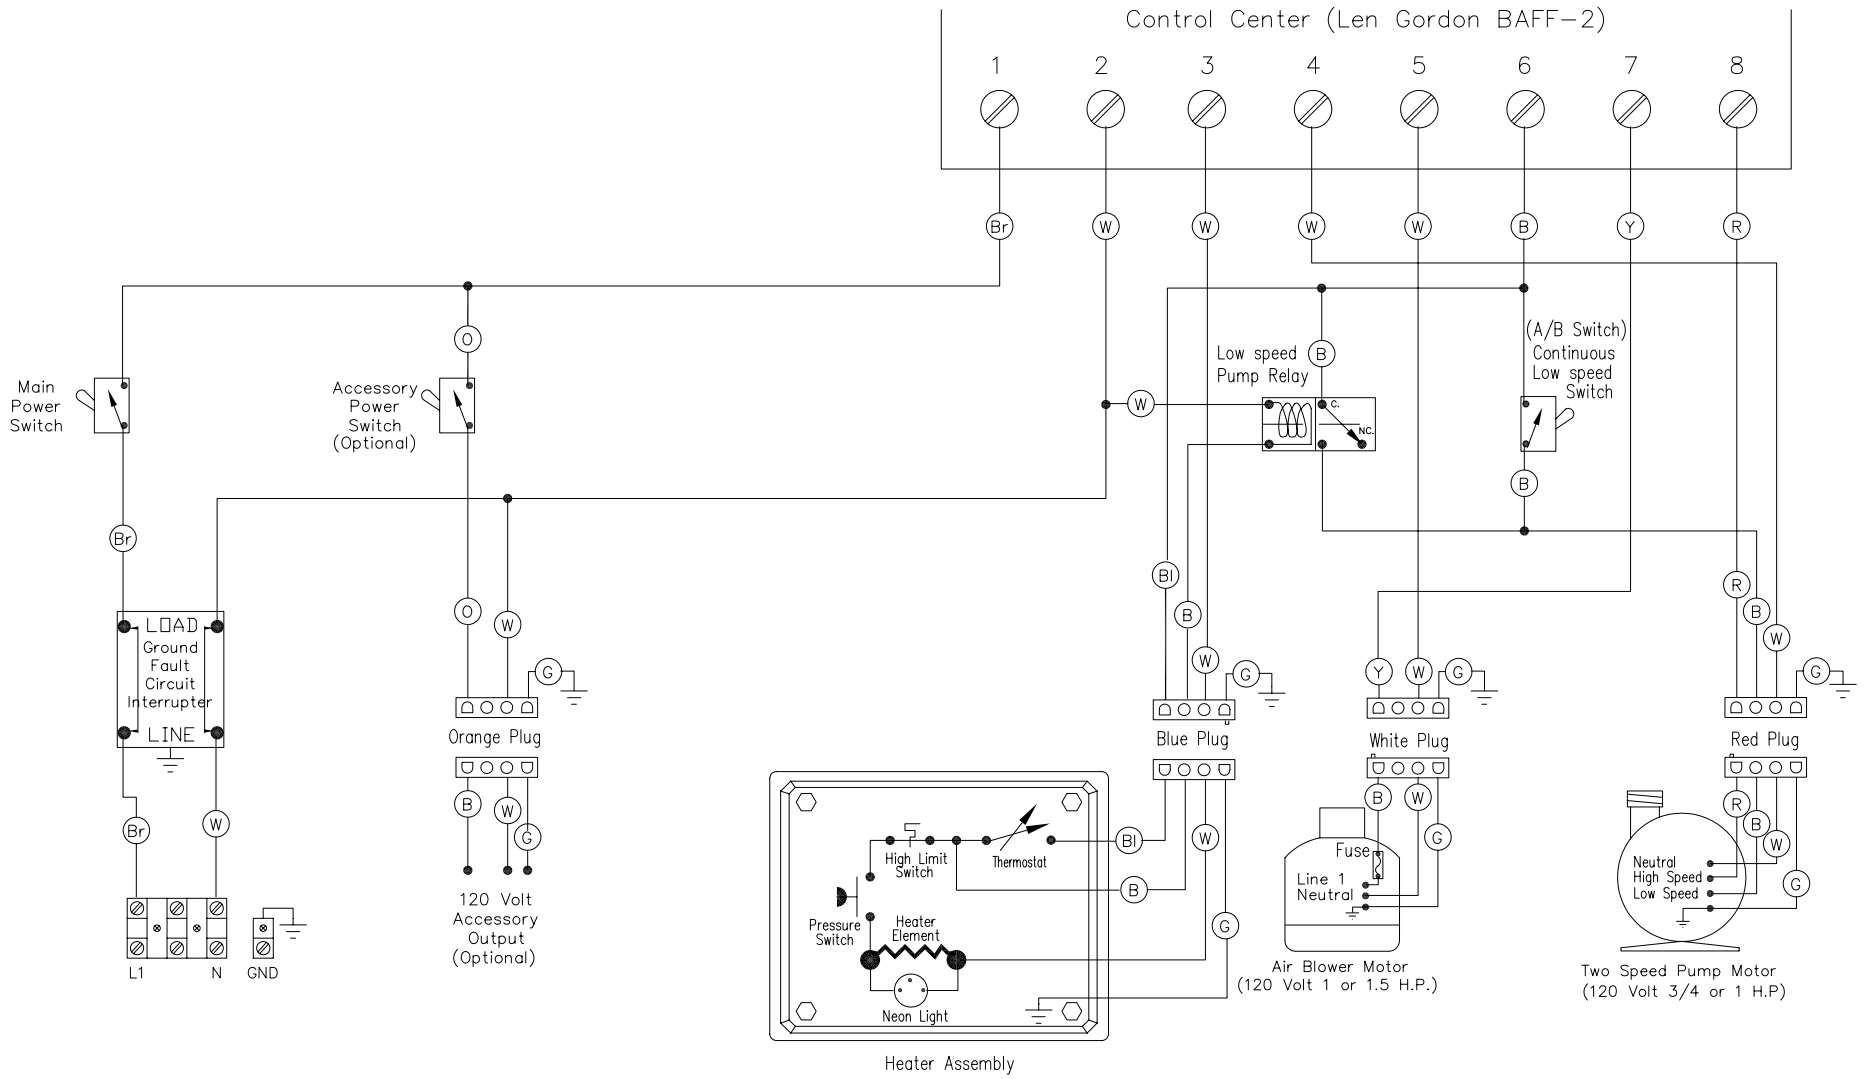 Control Center (Len Gordon BAFF-2)
1 2 3 4 5 6 7 8
Br W W W W B Y R
O
(A/B Switch)
Continuous
Low speed
Switch
Low speed
Pump Relay
B
Main
Power
Switch
Accessory
Power
Switch
(Optional)
W
C.
NC.
B
Br
Bl
B
W
G
R
B
W
G
O
W
G
Y
W
G
LOAD
Ground
Fault
Circuit
Interrupter
LINE
Orange Plug
Blue Plug
White Plug
Red Plug
Br
W
B
W
G
120 Volt
Accessory
Output
(Optional)
L1
N
GND
High Limit
Switch
Thermostat
Bl
B
W
G
Pressure
Switch
Heater
Element
Neon Light
Heater Assembly
B
W
G
Fuse
Line 1
Neutral
Air Blower Motor
(120 Volt 1 or 1.5 H.P.)
R
B
W
G
Neutral
High Speed
Low Speed
Two Speed Pump Motor
(120 Volt 3/4 or 1 H.P)